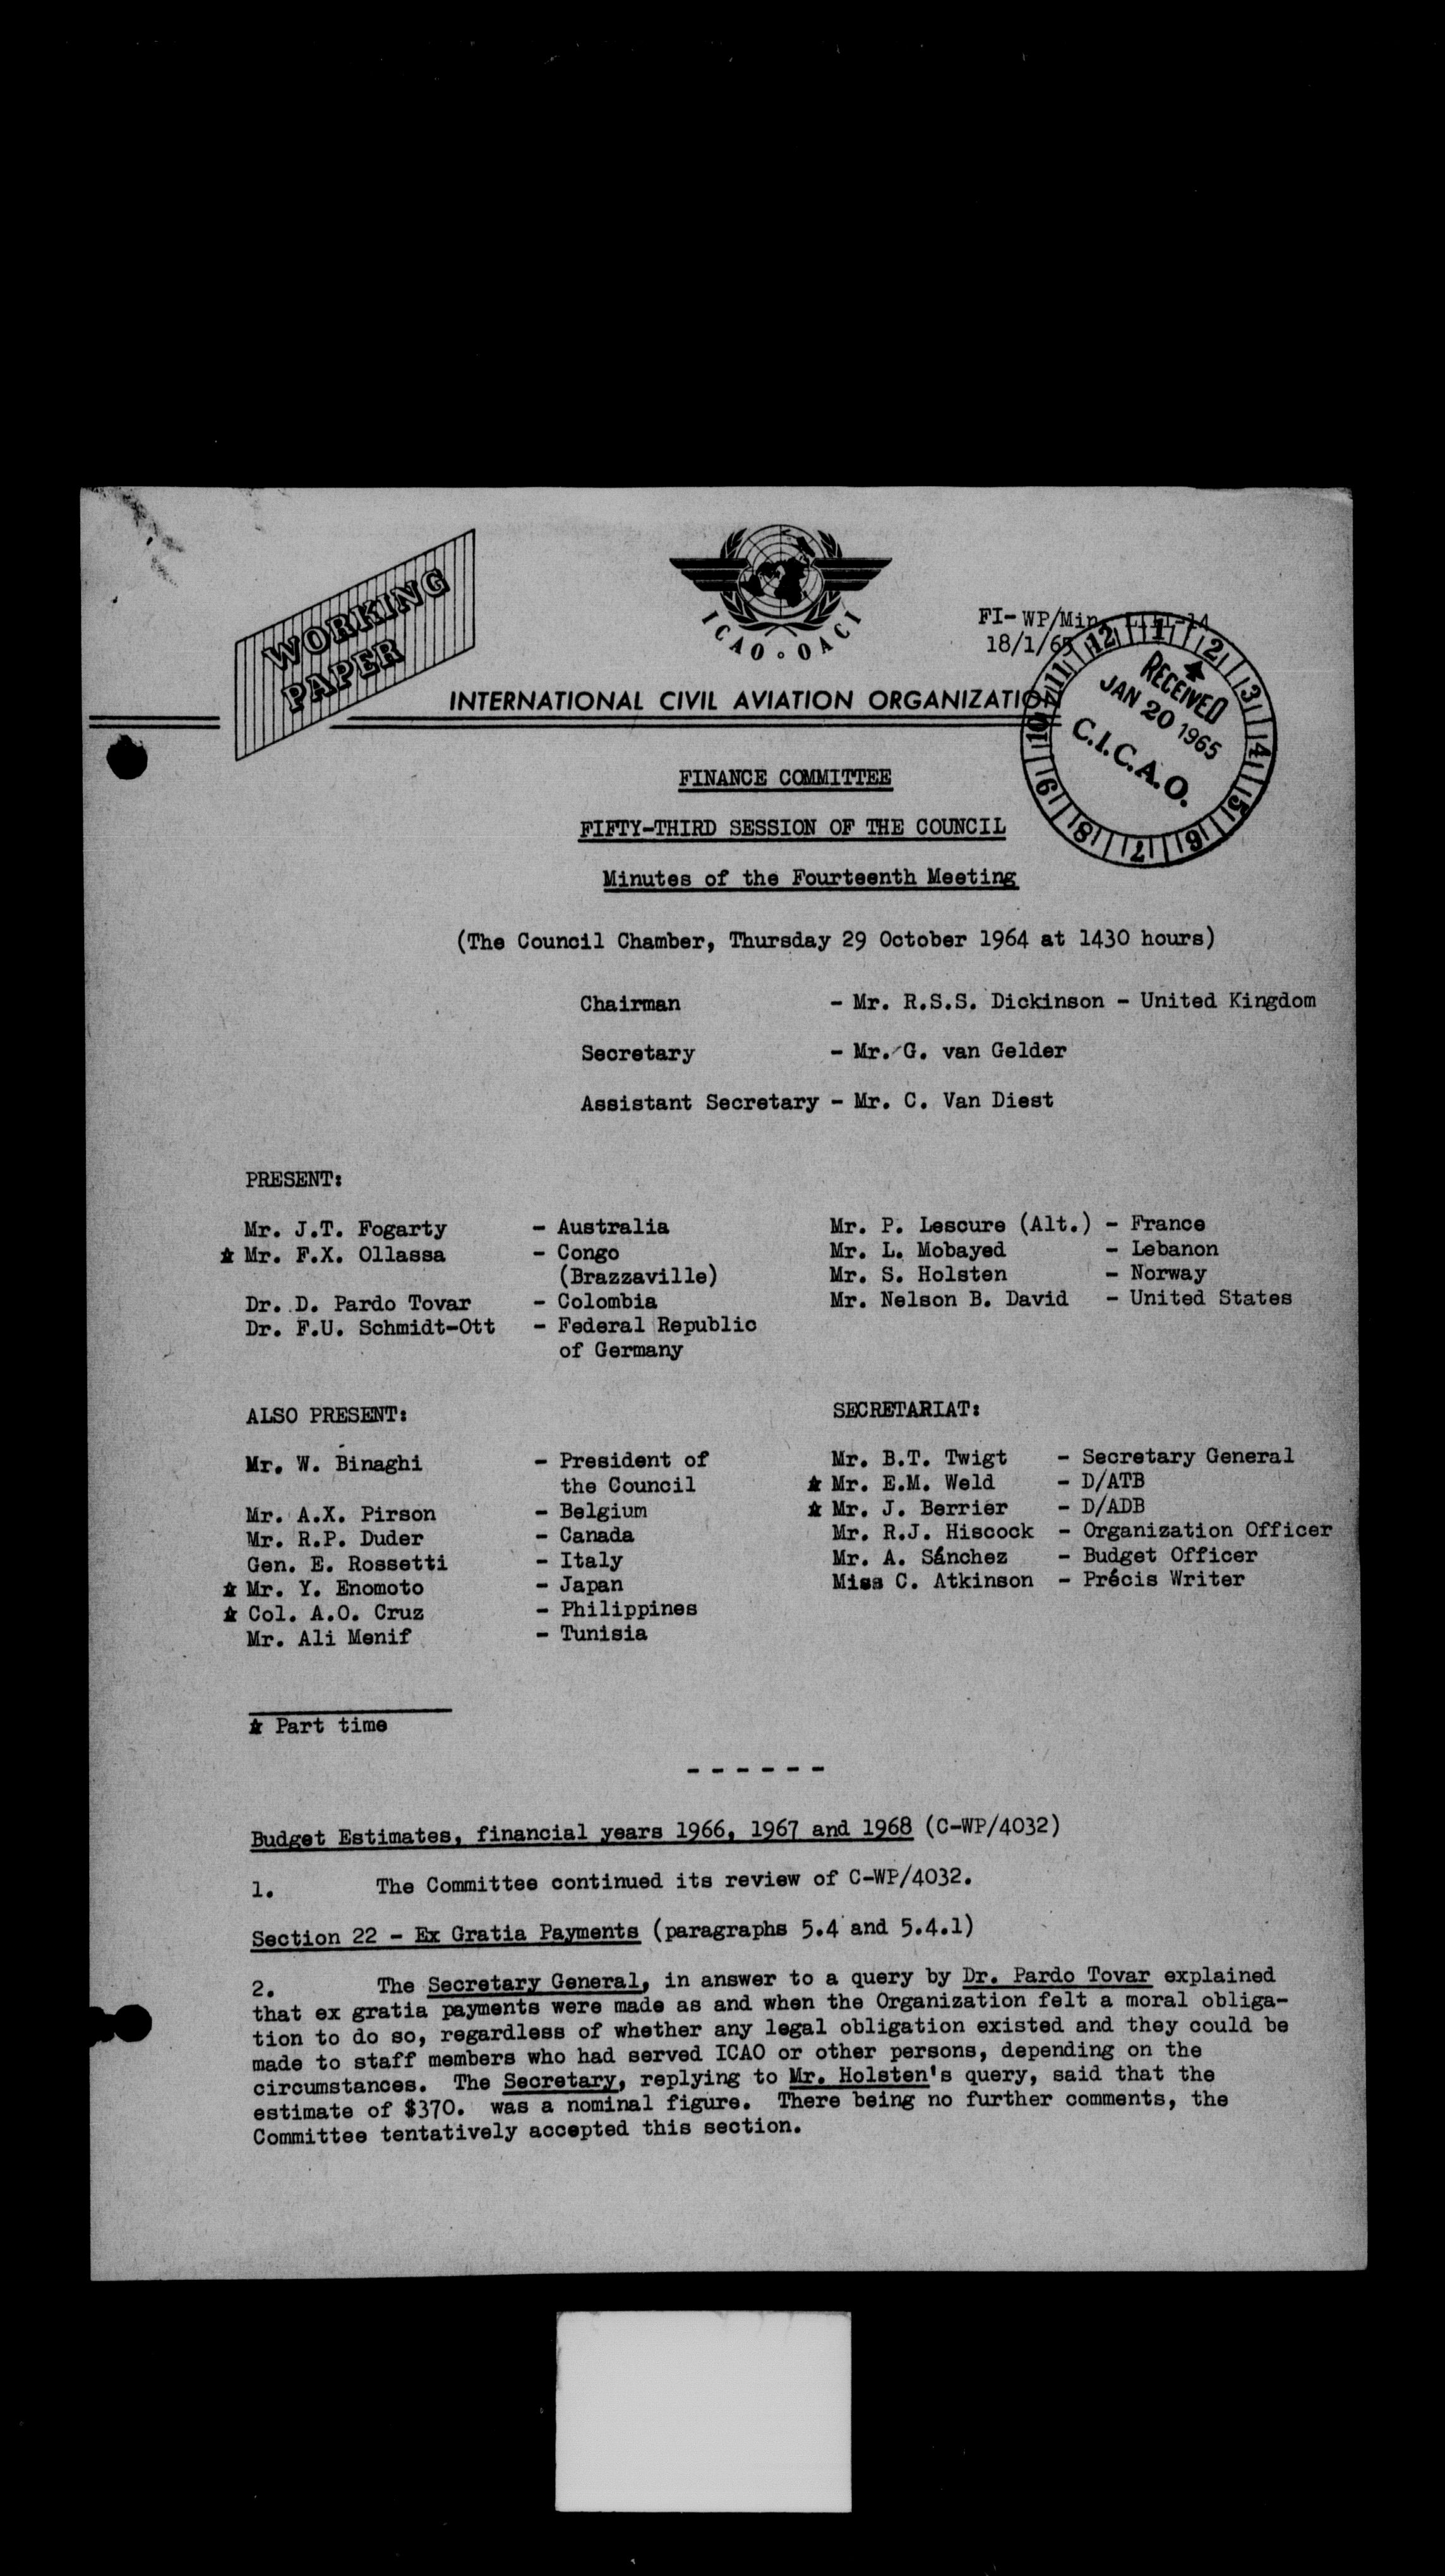 WORKING
PAPER
ICAO · OACI
FI-WP/Min.
18/1/65
INTERNATIONAL CIVIL AVIATION ORGANIZATION
12 1 2 3 4 5 6 7 8 9 10 11
RECEIVED
JAN 20 1965
C.I.C.A.O.
FINANCE COMMITTEE
FIFTY-THIRD SESSION OF THE COUNCIL
Minutes of the Fourteenth Meeting
(The Council Chamber, Thursday 29 October 1964 at 1430 hours)
Chairman - Mr. R.S.S. Dickinson - United Kingdom
Secretary - Mr. G. van Gelder
Assistant Secretary - Mr. C. Van Diest
PRESENT:
Mr. J.T. Fogarty - Australia
★ Mr. F.X. Ollassa - Congo
(Brazzaville)
Dr. D. Pardo Tovar - Colombia
Dr. F.U. Schmidt-Ott - Federal Republic
of Germany
Mr. P. Lescure (Alt.) - France
Mr. L. Mobayed - Lebanon
Mr. S. Holsten - Norway
Mr. Nelson B. David - United States
ALSO PRESENT:
Mr. W. Binaghi - President of
the Council
Mr. A.X. Pirson - Belgium
Mr. R.P. Duder - Canada
Gen. E. Rossetti - Italy
★ Mr. Y. Enomoto - Japan
★ Col. A.O. Cruz - Philippines
Mr. Ali Menif - Tunisia
SECRETARIAT:
Mr. B.T. Twigt - Secretary General
★ Mr. E.M. Weld - D/ATB
★ Mr. J. Berrier - D/ADB
Mr. R.J. Hiscock - Organization Officer
Mr. A. Sánchez - Budget Officer
Miss C. Atkinson - Précis Writer
★ Part time
- - - - - -
Budget Estimates, financial years 1966, 1967 and 1968 (C-WP/4032)
1. The Committee continued its review of C-WP/4032.
Section 22 - Ex Gratia Payments (paragraphs 5.4 and 5.4.1)
2. The Secretary General, in answer to a query by Dr. Pardo Tovar explained
that ex gratia payments were made as and when the Organization felt a moral obliga-
tion to do so, regardless of whether any legal obligation existed and they could be
made to staff members who had served ICAO or other persons, depending on the
circumstances. The Secretary, replying to Mr. Holsten's query, said that the
estimate of $370. was a nominal figure. There being no further comments, the
Committee tentatively accepted this section.